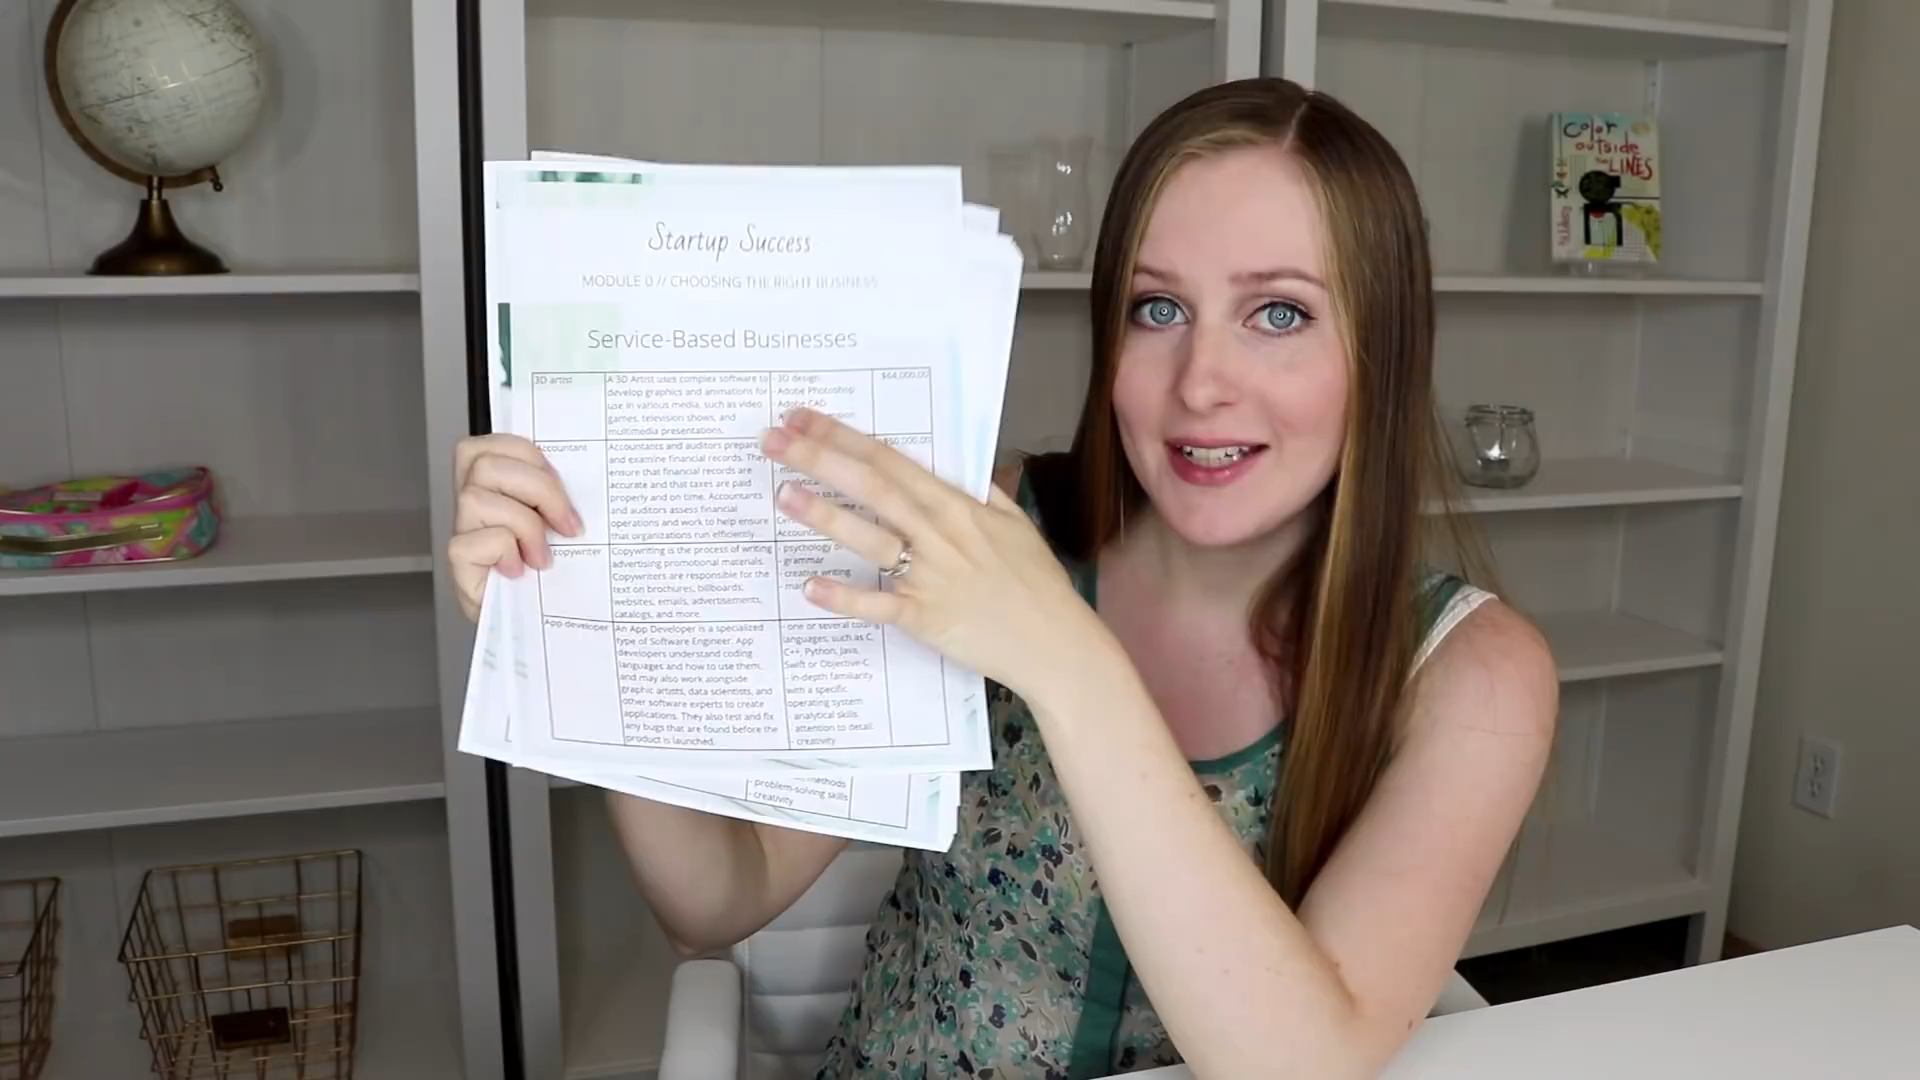 Startup Success
MODULE 0 // CHOOSING THE RIGHT BUSINESS
Service-Based Businesses
3D artist
A 3D Artist uses complex software to
develop graphics and animations for
use in various media, such as video
games, television shows, and
multimedia presentations.
- 3D design
- Adobe Photoshop
- Adobe CAD
$64,000.00
Accountant
Accountants and auditors prepare
and examine financial records. They
ensure that financial records are
accurate and that taxes are paid
properly and on time. Accountants
and auditors assess financial
operations and work to help ensure
that organizations run efficiently.
copywriter
Copywriting is the process of writing
advertising promotional materials.
Copywriters are responsible for the
text on brochures, billboards,
websites, emails, advertisements,
catalogs, and more.
- psychology
- grammar
- creative writing
App developer
An App Developer is a specialized
type of Software Engineer. App
developers understand coding
languages and how to use them,
and may also work alongside
graphic artists, data scientists, and
other software experts to create
applications. They also test and fix
any bugs that are found before the
product is launched.
- one or several
languages, such as C,
C++, Python, Java,
Swift or Objective-C
- in-depth familiarity
with a specific
operating system
- analytical skills
- attention to detail
- creativity
methods
- problem-solving skills
- creativity
Color
outside
the LINES